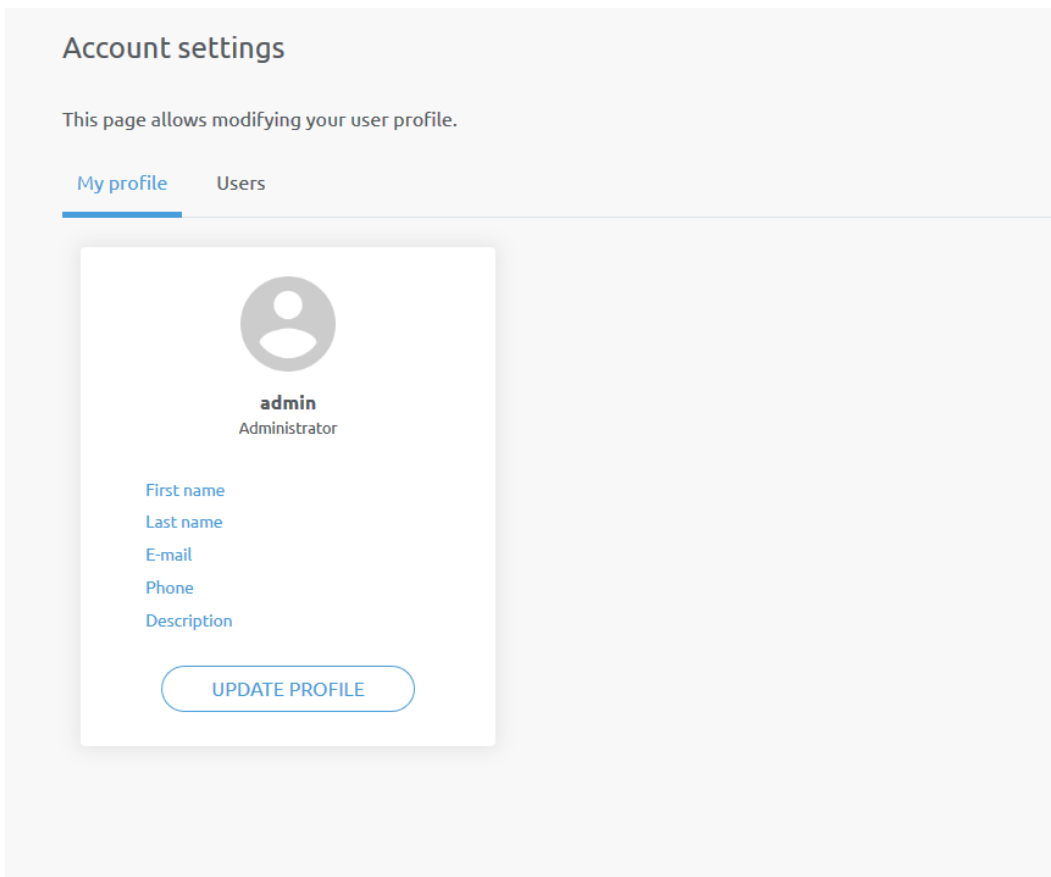 Account settings
This page allows modifying your user profile.
My profile Users
admin
Administrator
First name
Last name
E-mail
Phone
Description
UPDATE PROFILE